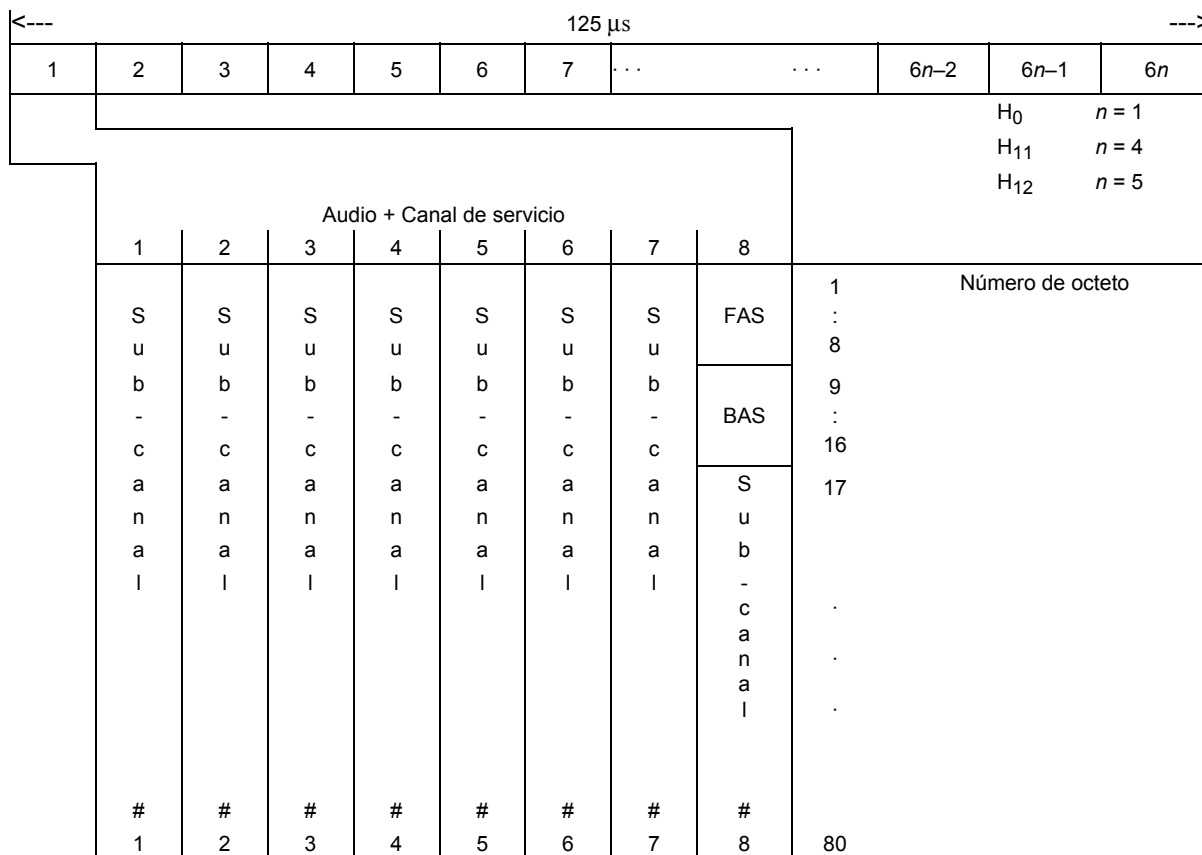 <--- 125 µs --->
1 2 3 4 5 6 7 · · · · · · 6n–2 6n–1 6n
H0 n = 1
H11 n = 4
H12 n = 5
Audio + Canal de servicio
1 2 3 4 5 6 7 8
1 Número de octeto
S S S S S S S FAS :
u u u u u u u 8
b b b b b b b 9
- - - - - - - BAS :
c c c c c c c 16
a a a a a a a S 17
n n n n n n n u
a a a a a a a b
l l l l l l l -
c ·
a
n ·
a
l ·
# # # # # # # #
1 2 3 4 5 6 7 8 80